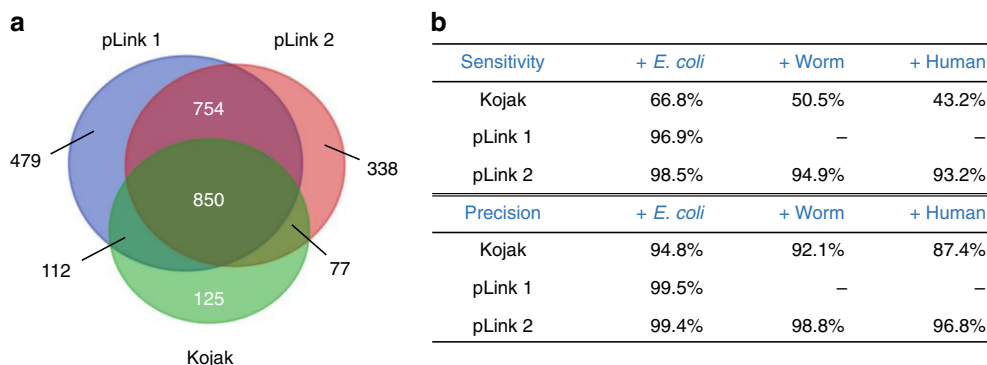 a
pLink 1
pLink 2
754
479
338
850
112
77
125
Kojak
b
Sensitivity + E. coli + Worm + Human
Kojak 66.8% 50.5% 43.2%
pLink 1 96.9% – –
pLink 2 98.5% 94.9% 93.2%
Precision + E. coli + Worm + Human
Kojak 94.8% 92.1% 87.4%
pLink 1 99.5% – –
pLink 2 99.4% 98.8% 96.8%